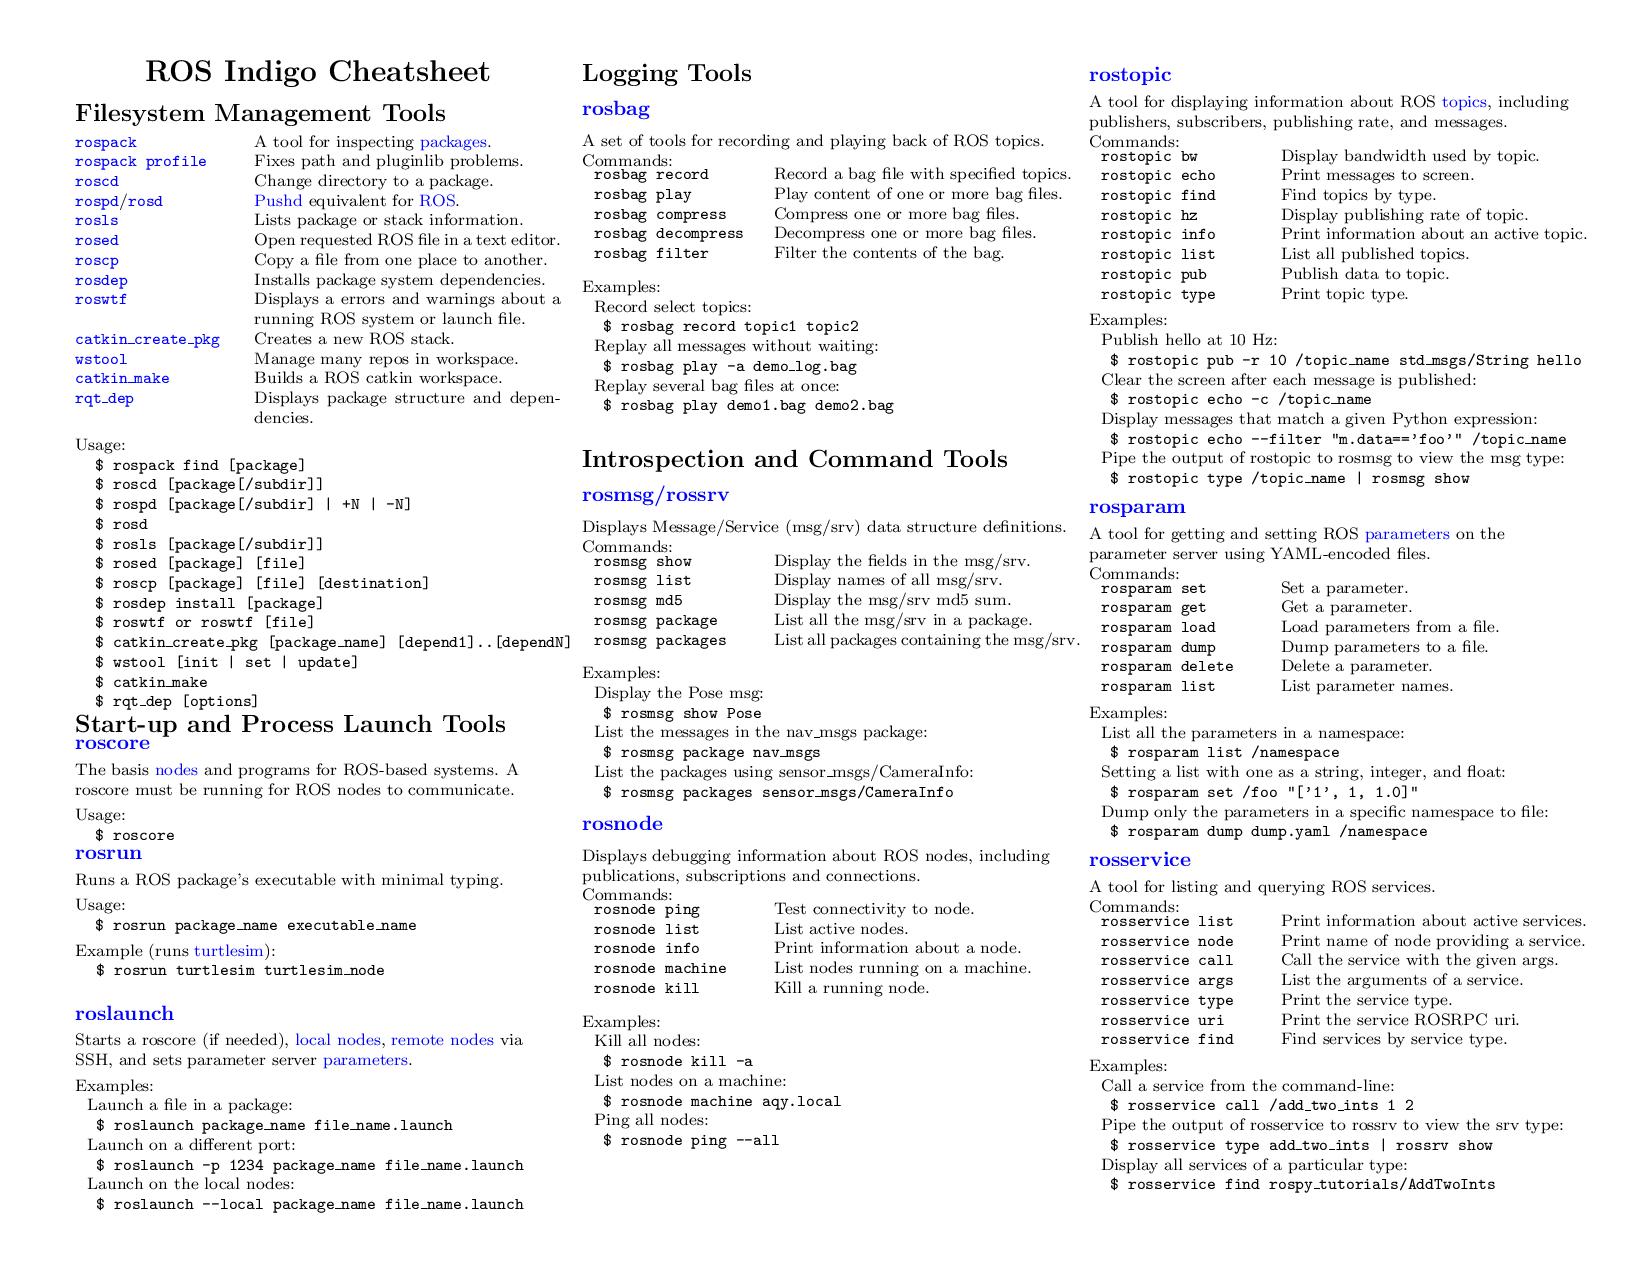 ROS Indigo Cheatsheet
Filesystem Management Tools
rospack A tool for inspecting packages.
rospack profile Fixes path and pluginlib problems.
roscd Change directory to a package.
rospd/rosd Pushd equivalent for ROS.
rosls Lists package or stack information.
rosed Open requested ROS file in a text editor.
roscp Copy a file from one place to another.
rosdep Installs package system dependencies.
roswtf Displays a errors and warnings about a
running ROS system or launch file.
catkin_create_pkg Creates a new ROS stack.
wstool Manage many repos in workspace.
catkin_make Builds a ROS catkin workspace.
rqt_dep Displays package structure and depen-
dencies.
Usage:
$ rospack find [package]
$ roscd [package[/subdir]]
$ rospd [package[/subdir] | +N | -N]
$ rosd
$ rosls [package[/subdir]]
$ rosed [package] [file]
$ roscp [package] [file] [destination]
$ rosdep install [package]
$ roswtf or roswtf [file]
$ catkin_create_pkg [package_name] [depend1]..[dependN]
$ wstool [init | set | update]
$ catkin_make
$ rqt_dep [options]
Start-up and Process Launch Tools
roscore
The basis nodes and programs for ROS-based systems. A
roscore must be running for ROS nodes to communicate.
Usage:
$ roscore
rosrun
Runs a ROS package's executable with minimal typing.
Usage:
$ rosrun package_name executable_name
Example (runs turtlesim):
$ rosrun turtlesim turtlesim_node
roslaunch
Starts a roscore (if needed), local nodes, remote nodes via
SSH, and sets parameter server parameters.
Examples:
Launch a file in a package:
$ roslaunch package_name file_name.launch
Launch on a different port:
$ roslaunch -p 1234 package_name file_name.launch
Launch on the local nodes:
$ roslaunch --local package_name file_name.launch
Logging Tools
rosbag
A set of tools for recording and playing back of ROS topics.
Commands:
rosbag record Record a bag file with specified topics.
rosbag play Play content of one or more bag files.
rosbag compress Compress one or more bag files.
rosbag decompress Decompress one or more bag files.
rosbag filter Filter the contents of the bag.
Examples:
Record select topics:
$ rosbag record topic1 topic2
Replay all messages without waiting:
$ rosbag play -a demo_log.bag
Replay several bag files at once:
$ rosbag play demo1.bag demo2.bag
Introspection and Command Tools
rosmsg/rossrv
Displays Message/Service (msg/srv) data structure definitions.
Commands:
rosmsg show Display the fields in the msg/srv.
rosmsg list Display names of all msg/srv.
rosmsg md5 Display the msg/srv md5 sum.
rosmsg package List all the msg/srv in a package.
rosmsg packages List all packages containing the msg/srv.
Examples:
Display the Pose msg:
$ rosmsg show Pose
List the messages in the nav_msgs package:
$ rosmsg package nav_msgs
List the packages using sensor_msgs/CameraInfo:
$ rosmsg packages sensor_msgs/CameraInfo
rosnode
Displays debugging information about ROS nodes, including
publications, subscriptions and connections.
Commands:
rosnode ping Test connectivity to node.
rosnode list List active nodes.
rosnode info Print information about a node.
rosnode machine List nodes running on a machine.
rosnode kill Kill a running node.
Examples:
Kill all nodes:
$ rosnode kill -a
List nodes on a machine:
$ rosnode machine aqy.local
Ping all nodes:
$ rosnode ping --all
rostopic
A tool for displaying information about ROS topics, including
publishers, subscribers, publishing rate, and messages.
Commands:
rostopic bw Display bandwidth used by topic.
rostopic echo Print messages to screen.
rostopic find Find topics by type.
rostopic hz Display publishing rate of topic.
rostopic info Print information about an active topic.
rostopic list List all published topics.
rostopic pub Publish data to topic.
rostopic type Print topic type.
Examples:
Publish hello at 10 Hz:
$ rostopic pub -r 10 /topic_name std_msgs/String hello
Clear the screen after each message is published:
$ rostopic echo -c /topic_name
Display messages that match a given Python expression:
$ rostopic echo --filter "m.data=='foo'" /topic_name
Pipe the output of rostopic to rosmsg to view the msg type:
$ rostopic type /topic_name | rosmsg show
rosparam
A tool for getting and setting ROS parameters on the
parameter server using YAML-encoded files.
Commands:
rosparam set Set a parameter.
rosparam get Get a parameter.
rosparam load Load parameters from a file.
rosparam dump Dump parameters to a file.
rosparam delete Delete a parameter.
rosparam list List parameter names.
Examples:
List all the parameters in a namespace:
$ rosparam list /namespace
Setting a list with one as a string, integer, and float:
$ rosparam set /foo "['1', 1, 1.0]"
Dump only the parameters in a specific namespace to file:
$ rosparam dump dump.yaml /namespace
rosservice
A tool for listing and querying ROS services.
Commands:
rosservice list Print information about active services.
rosservice node Print name of node providing a service.
rosservice call Call the service with the given args.
rosservice args List the arguments of a service.
rosservice type Print the service type.
rosservice uri Print the service ROSRPC uri.
rosservice find Find services by service type.
Examples:
Call a service from the command-line:
$ rosservice call /add_two_ints 1 2
Pipe the output of rosservice to rossrv to view the srv type:
$ rosservice type add_two_ints | rossrv show
Display all services of a particular type:
$ rosservice find rospy_tutorials/AddTwoInts